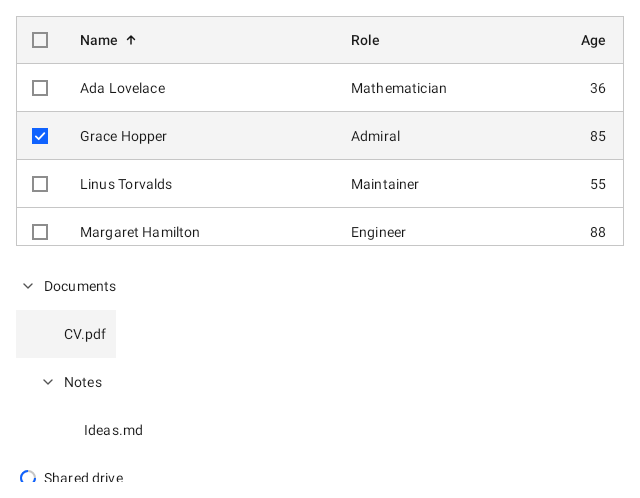 Name Role Age
Ada Lovelace Mathematician 36
Grace Hopper Admiral 85
Linus Torvalds Maintainer 55
Margaret Hamilton Engineer 88
Documents
CV.pdf
Notes
Ideas.md
Shared drive